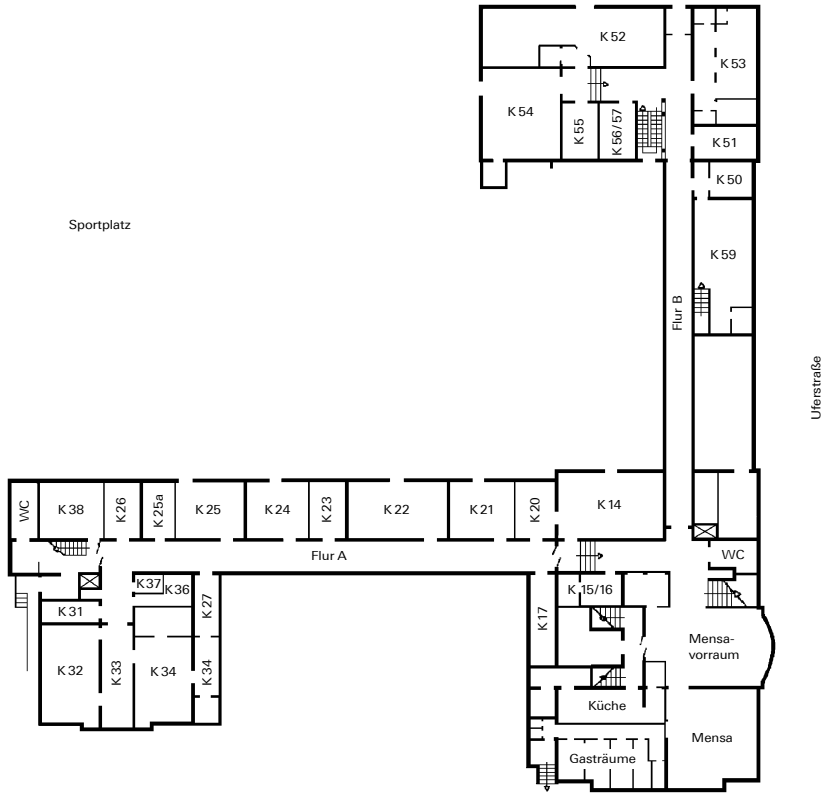 K 52
K 53
K 54
K 55
K 56/57
K 51
K 50
Sportplatz
K 59
Flur B
Uferstraße
WC
K 38
K 26
K 25a
K 25
K 24
K 23
K 22
K 21
K 20
K 14
Flur A
WC
K 37
K 36
K 27
K 15/16
K 17
K 31
K 32
K 33
K 34
K 34
Mensa-
vorraum
Küche
Mensa
Gasträume